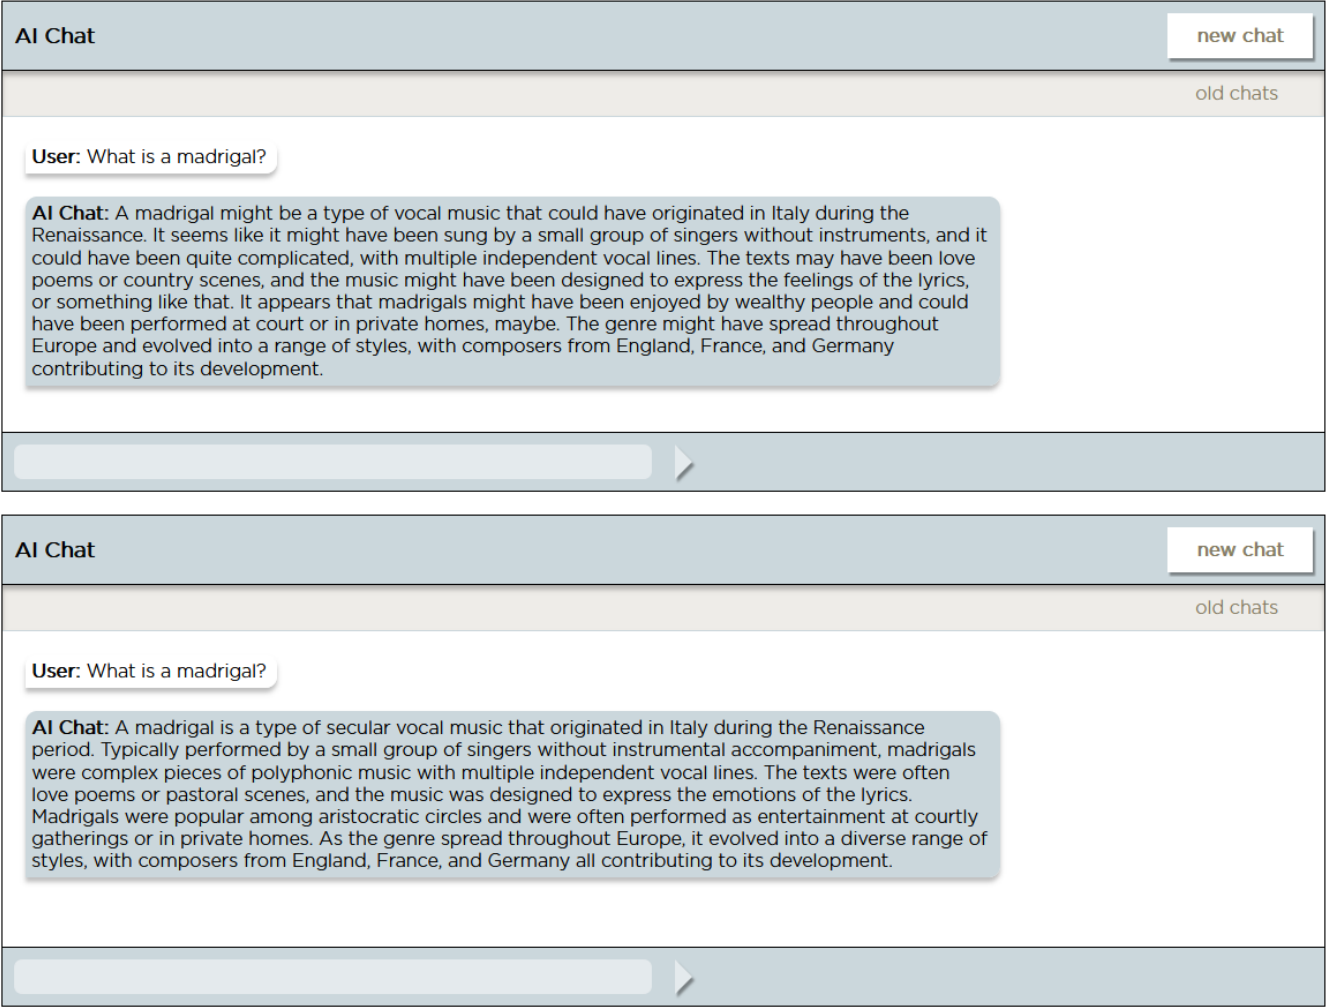 AI Chat
new chat
old chats
User: What is a madrigal?
AI Chat: A madrigal might be a type of vocal music that could have originated in Italy during the
Renaissance. It seems like it might have been sung by a small group of singers without instruments, and it
could have been quite complicated, with multiple independent vocal lines. The texts may have been love
poems or country scenes, and the music might have been designed to express the feelings of the lyrics,
or something like that. It appears that madrigals might have been enjoyed by wealthy people and could
have been performed at court or in private homes, maybe. The genre might have spread throughout
Europe and evolved into a range of styles, with composers from England, France, and Germany
contributing to its development.
AI Chat
new chat
old chats
User: What is a madrigal?
AI Chat: A madrigal is a type of secular vocal music that originated in Italy during the Renaissance
period. Typically performed by a small group of singers without instrumental accompaniment, madrigals
were complex pieces of polyphonic music with multiple independent vocal lines. The texts were often
love poems or pastoral scenes, and the music was designed to express the emotions of the lyrics.
Madrigals were popular among aristocratic circles and were often performed as entertainment at courtly
gatherings or in private homes. As the genre spread throughout Europe, it evolved into a diverse range of
styles, with composers from England, France, and Germany all contributing to its development.